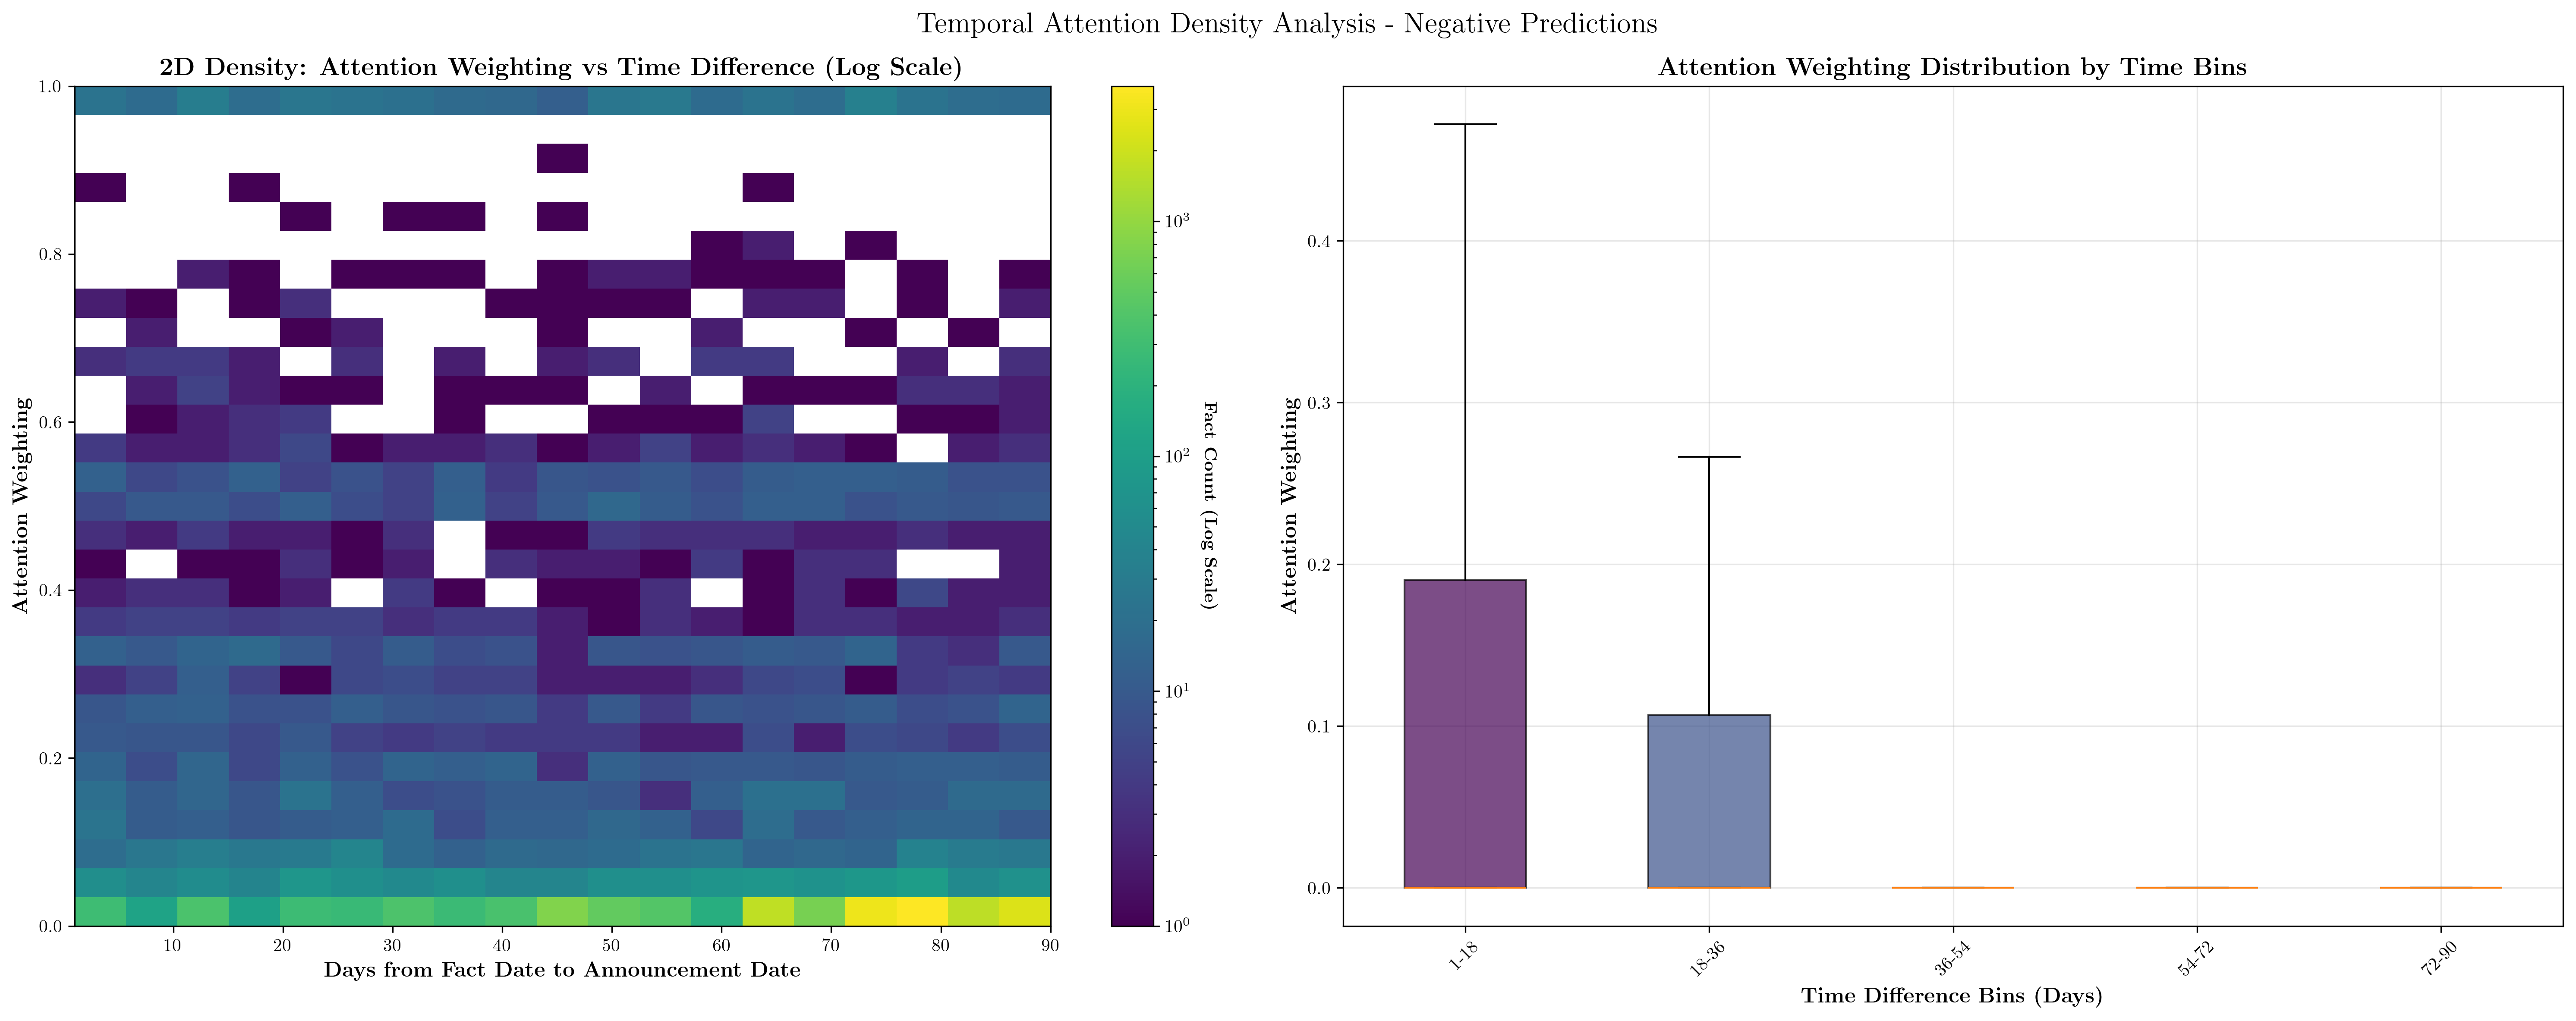 Temporal Attention Density Analysis - Negative Predictions
2D Density: Attention Weighting vs Time Difference (Log Scale)
Attention Weighting
1.0
0.8
0.6
0.4
0.2
0.0
10 20 30 40 50 60 70 80 90
Days from Fact Date to Announcement Date
10³
10²
10¹
10⁰
Fact Count (Log Scale)
Attention Weighting Distribution by Time Bins
Attention Weighting
0.4
0.3
0.2
0.1
0.0
1-18 18-36 36-54 54-72 72-90
Time Difference Bins (Days)